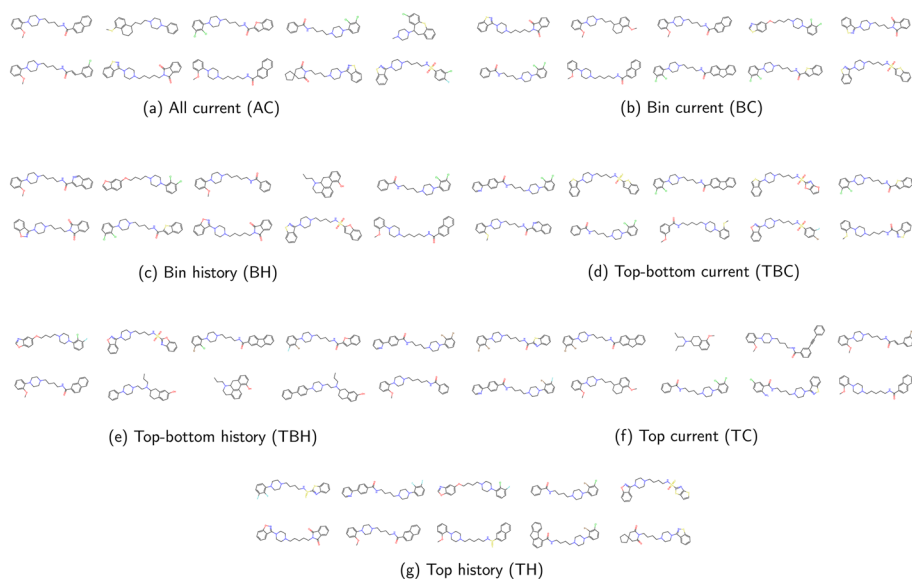 (a) All current (AC)
(b) Bin current (BC)
(c) Bin history (BH)
(d) Top-bottom current (TBC)
(e) Top-bottom history (TBH)
(f) Top current (TC)
(g) Top history (TH)